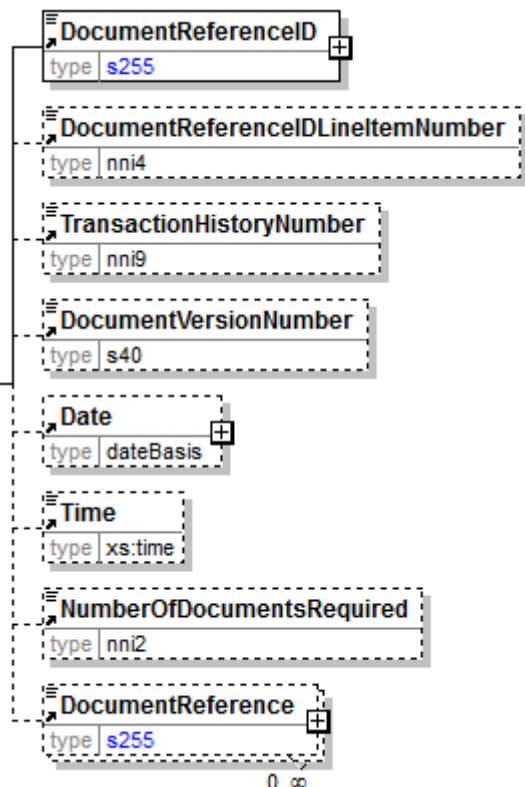 DocumentReferenceID
type s255
DocumentReferenceIDLineItemNumber
type nni4
TransactionHistoryNumber
type nni9
DocumentVersionNumber
type s40
Date
type dateBasis
Time
type xs:time
NumberOfDocumentsRequired
type nni2
DocumentReference
type s255
0..∞